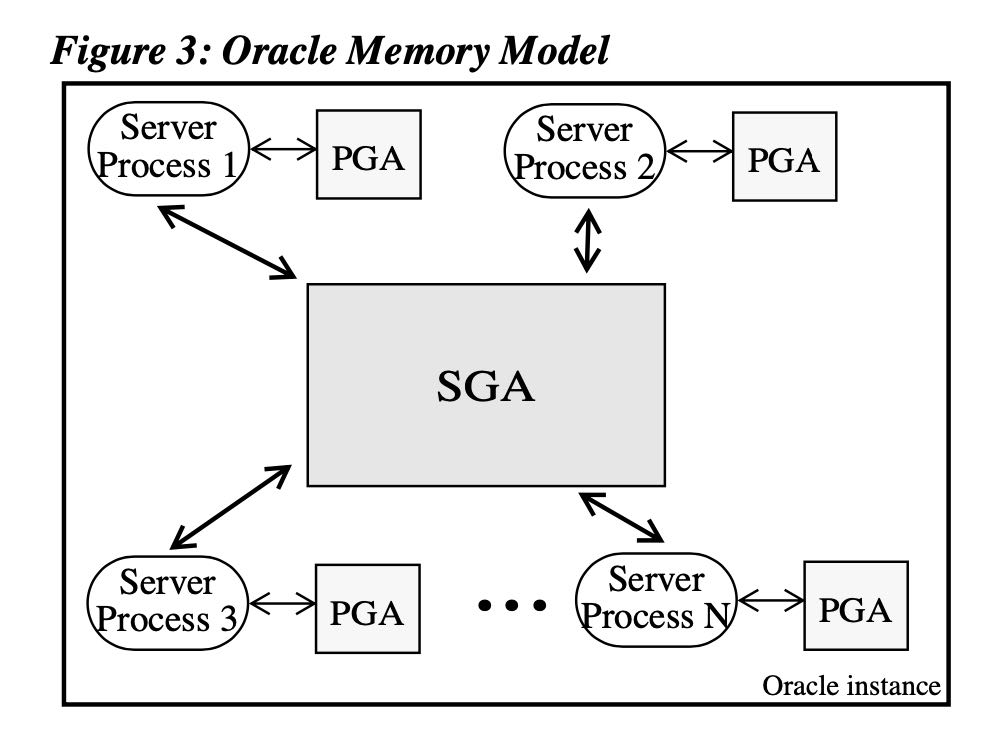 Figure 3: Oracle Memory Model
Server
Process 1
PGA
Server
Process 2
PGA
SGA
Server
Process 3
PGA
• • •
Server
Process N
PGA
Oracle instance